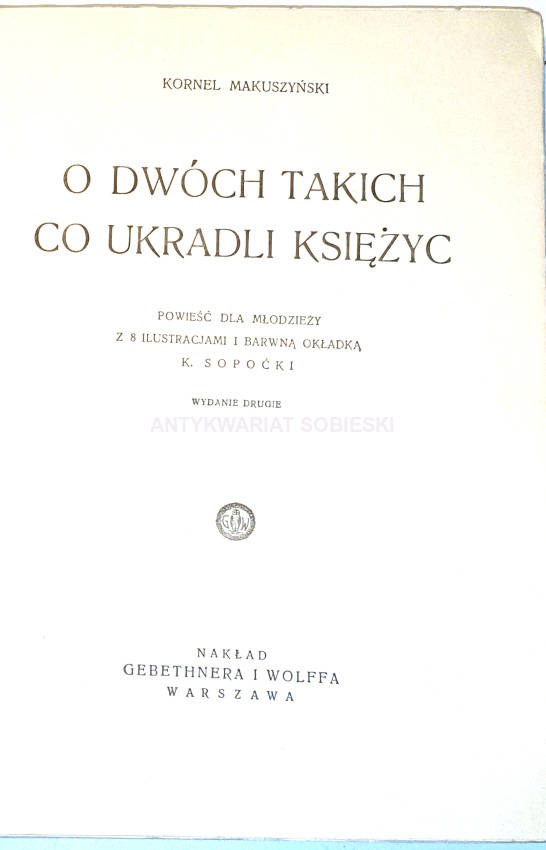 KORNEL MAKUSZYŃSKI
O DWÓCH TAKICH
CO UKRADLI KSIĘŻYC
POWIEŚĆ DLA MŁODZIEŻY
Z 8 ILUSTRACJAMI I BARWNĄ OKŁADKĄ
K. SOPOĆKI
WYDANIE DRUGIE
ANTYKWARIAT SOBIESKI
G W
NAKŁAD
GEBETHNERA I WOLFFA
WARSZAWA